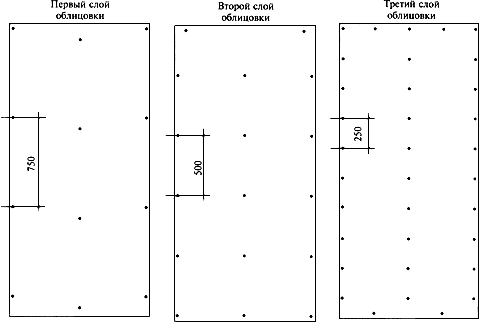 Первый слой
облицовки
Второй слой
облицовки
Третий слой
облицовки
750
500
250